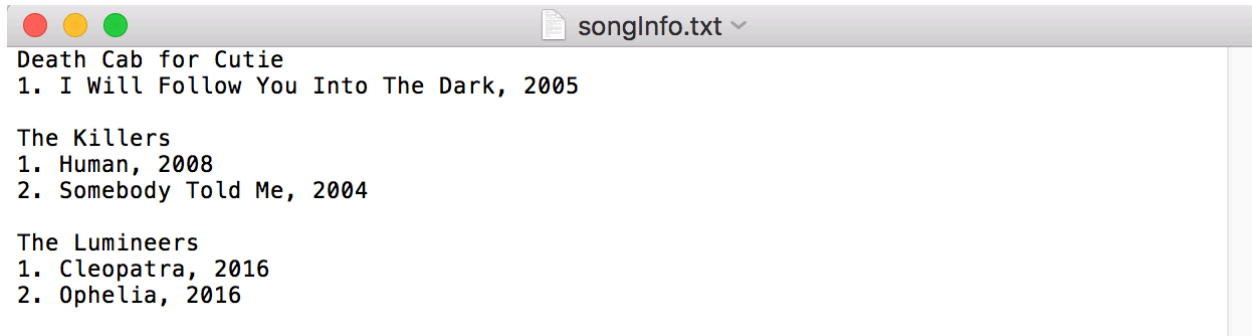 songInfo.txt
Death Cab for Cutie
1. I Will Follow You Into The Dark, 2005
The Killers
1. Human, 2008
2. Somebody Told Me, 2004
The Lumineers
1. Cleopatra, 2016
2. Ophelia, 2016